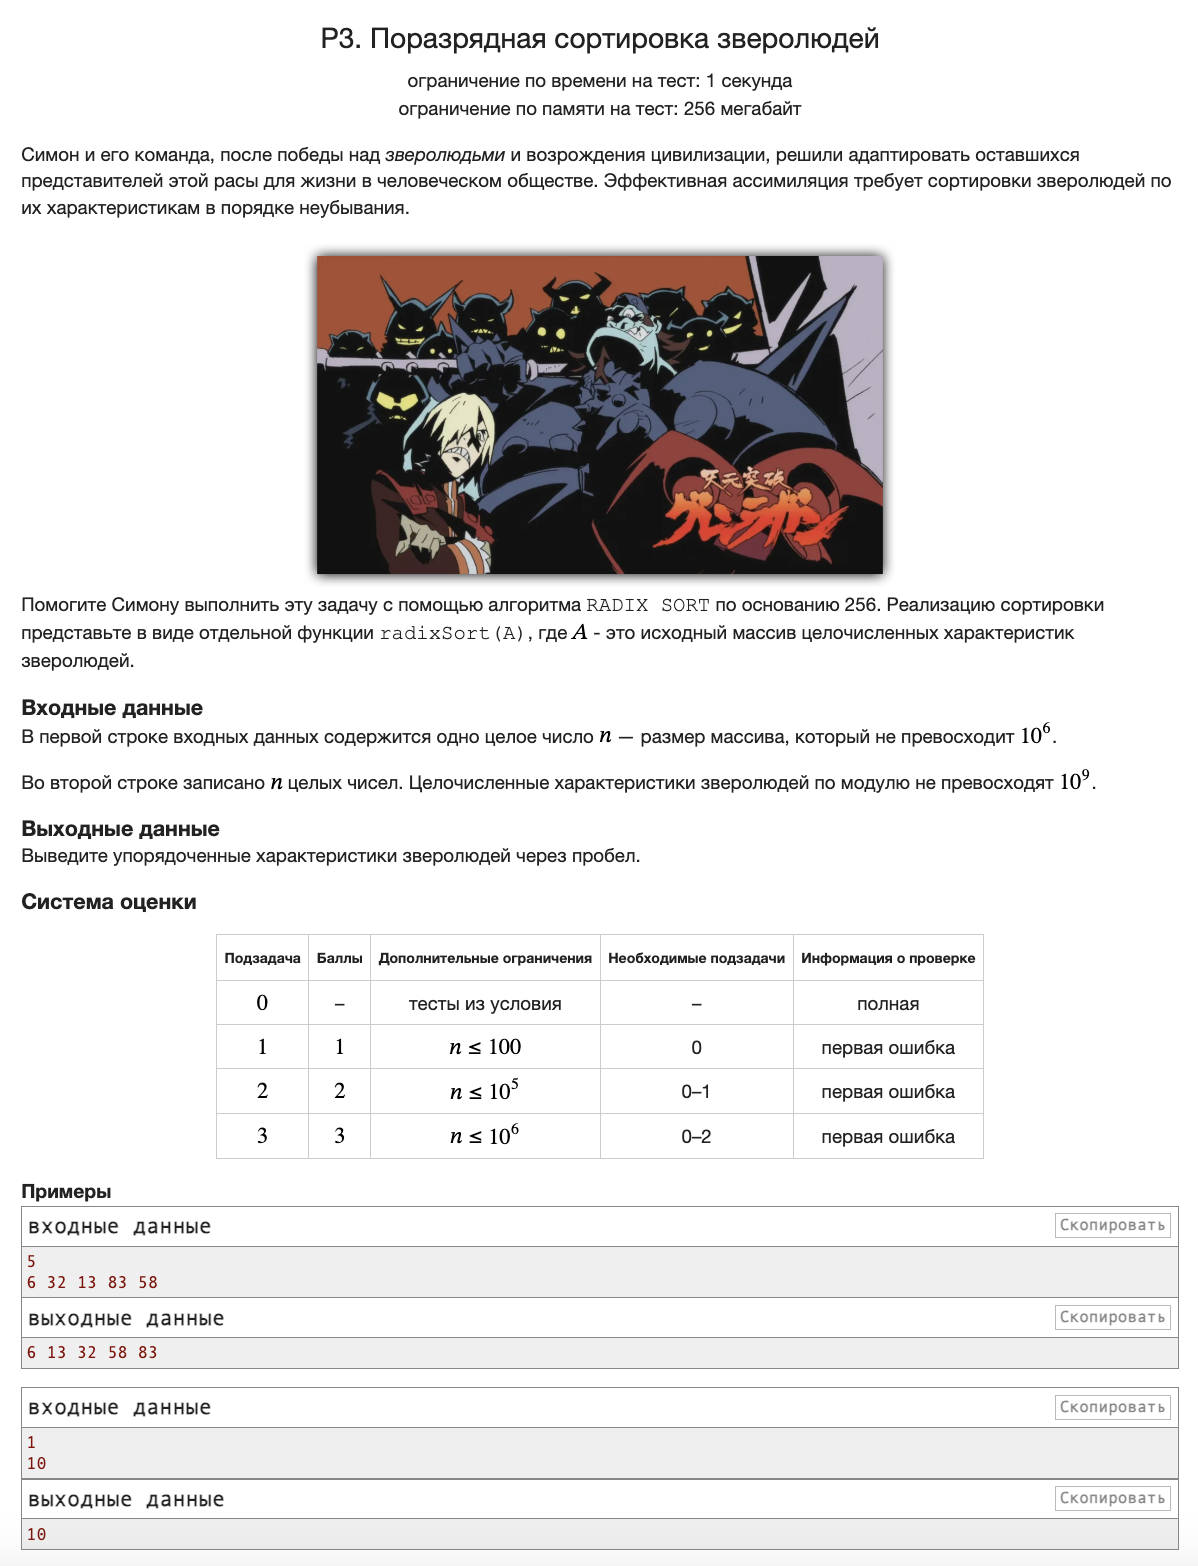 P3. Поразрядная сортировка зверолюдей
ограничение по времени на тест: 1 секунда
ограничение по памяти на тест: 256 мегабайт
Симон и его команда, после победы над зверолюдьми и возрождения цивилизации, решили адаптировать оставшихся
представителей этой расы для жизни в человеческом обществе. Эффективная ассимиляция требует сортировки зверолюдей по
их характеристикам в порядке неубывания.
天元突破
グレンラガン
Помогите Симону выполнить эту задачу с помощью алгоритма RADIX SORT по основанию 256. Реализацию сортировки
представьте в виде отдельной функции radixSort(A), где A - это исходный массив целочисленных характеристик
зверолюдей.
Входные данные
В первой строке входных данных содержится одно целое число n — размер массива, который не превосходит 10^6.
Во второй строке записано n целых чисел. Целочисленные характеристики зверолюдей по модулю не превосходят 10^9.
Выходные данные
Выведите упорядоченные характеристики зверолюдей через пробел.
Система оценки
Подзадача Баллы Дополнительные ограничения Необходимые подзадачи Информация о проверке
0 – тесты из условия – полная
1 1 n ≤ 100 0 первая ошибка
2 2 n ≤ 10^5 0–1 первая ошибка
3 3 n ≤ 10^6 0–2 первая ошибка
Примеры
входные данные Скопировать
5
6 32 13 83 58
выходные данные Скопировать
6 13 32 58 83
входные данные Скопировать
1
10
выходные данные Скопировать
10